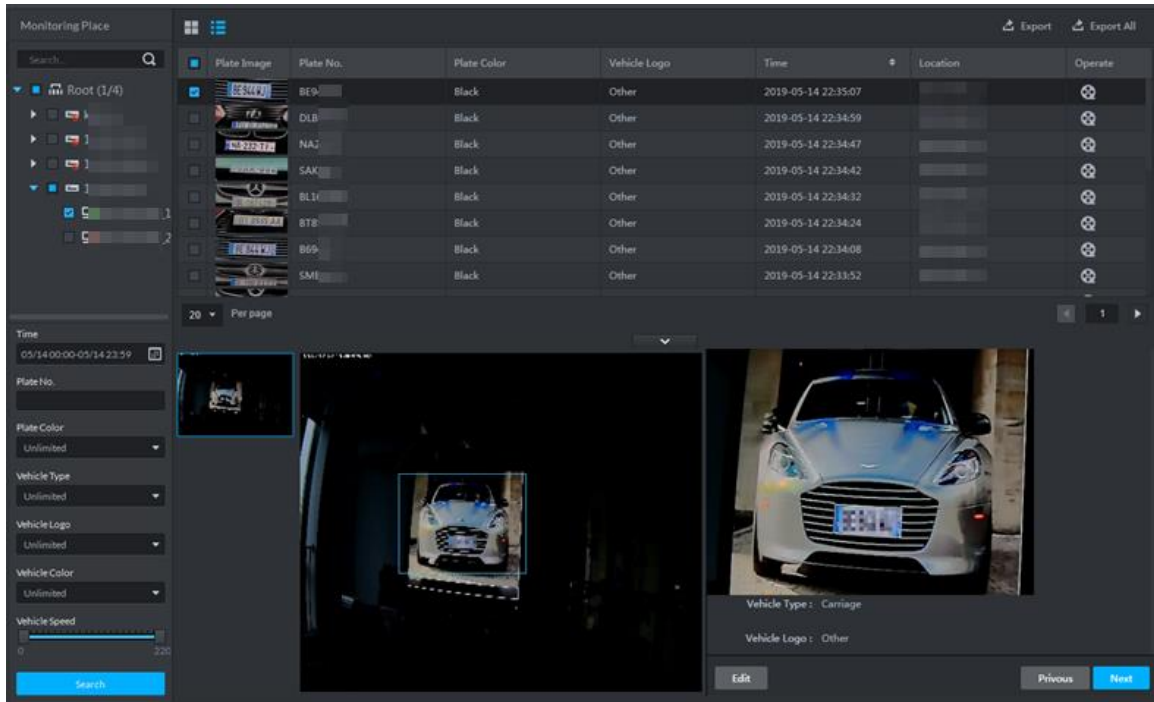 Monitoring Place
Export
Export All
Search...
Plate Image
Plate No.
Plate Color
Vehicle Logo
Time
Location
Operate
Root (1/4)
BE944WJ BE9 Black Other 2019-05-14 22:35:07
DLB Black Other 2019-05-14 22:34:59
NA Black Other 2019-05-14 22:34:47
SAK Black Other 2019-05-14 22:34:42
1
BL1 Black Other 2019-05-14 22:34:32
_1
Black Other 2019-05-14 22:34:24
_2
B69 Black Other 2019-05-14 22:34:08
Black Other 2019-05-14 22:33:52
20 Per page
1
Time
05/14 00:00-05/14 23:59
Plate No.
Plate Color
Unlimited
Vehicle Type
Unlimited
Vehicle Logo
Unlimited
Vehicle Color
Unlimited
Vehicle Speed
0 220
Search
Vehicle Type : Carriage
Vehicle Logo : Other
Edit
Privous
Next